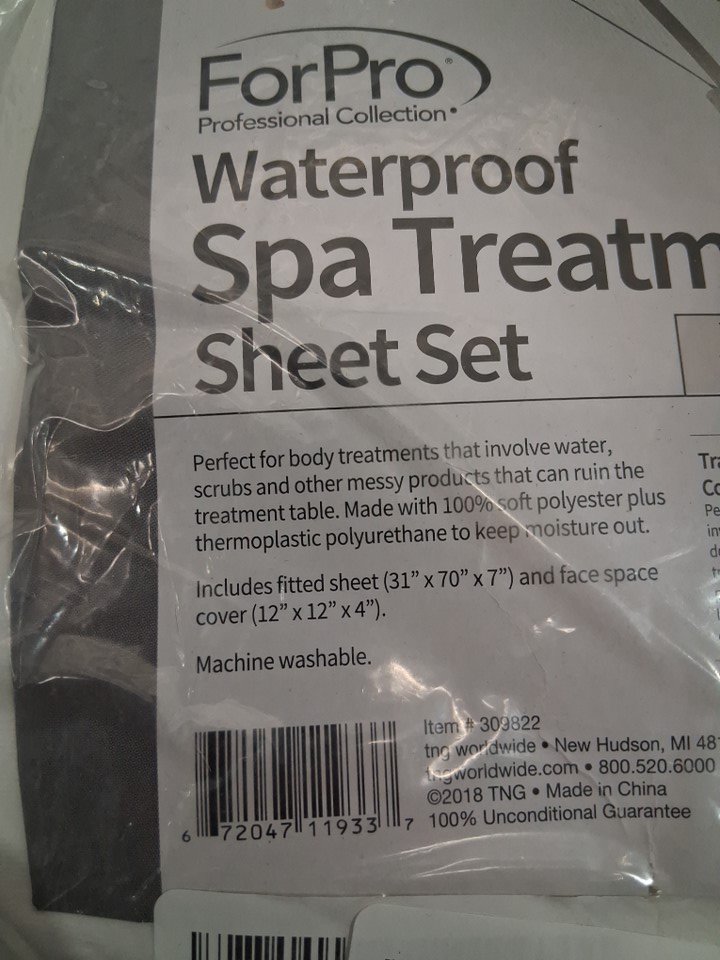 ForPro®
Professional Collection®
Waterproof
Spa Treatm
Sheet Set
Perfect for body treatments that involve water,
scrubs and other messy products that can ruin the
treatment table. Made with 100% soft polyester plus
thermoplastic polyurethane to keep moisture out.
Includes fitted sheet (31” x 70” x 7”) and face space
cover (12” x 12” x 4”).
Machine washable.
Item # 309822
tng worldwide • New Hudson, MI 48
tngworldwide.com • 800.520.6000
©2018 TNG • Made in China
100% Unconditional Guarantee
6 72047 11933 7
Tra
Co
Pe